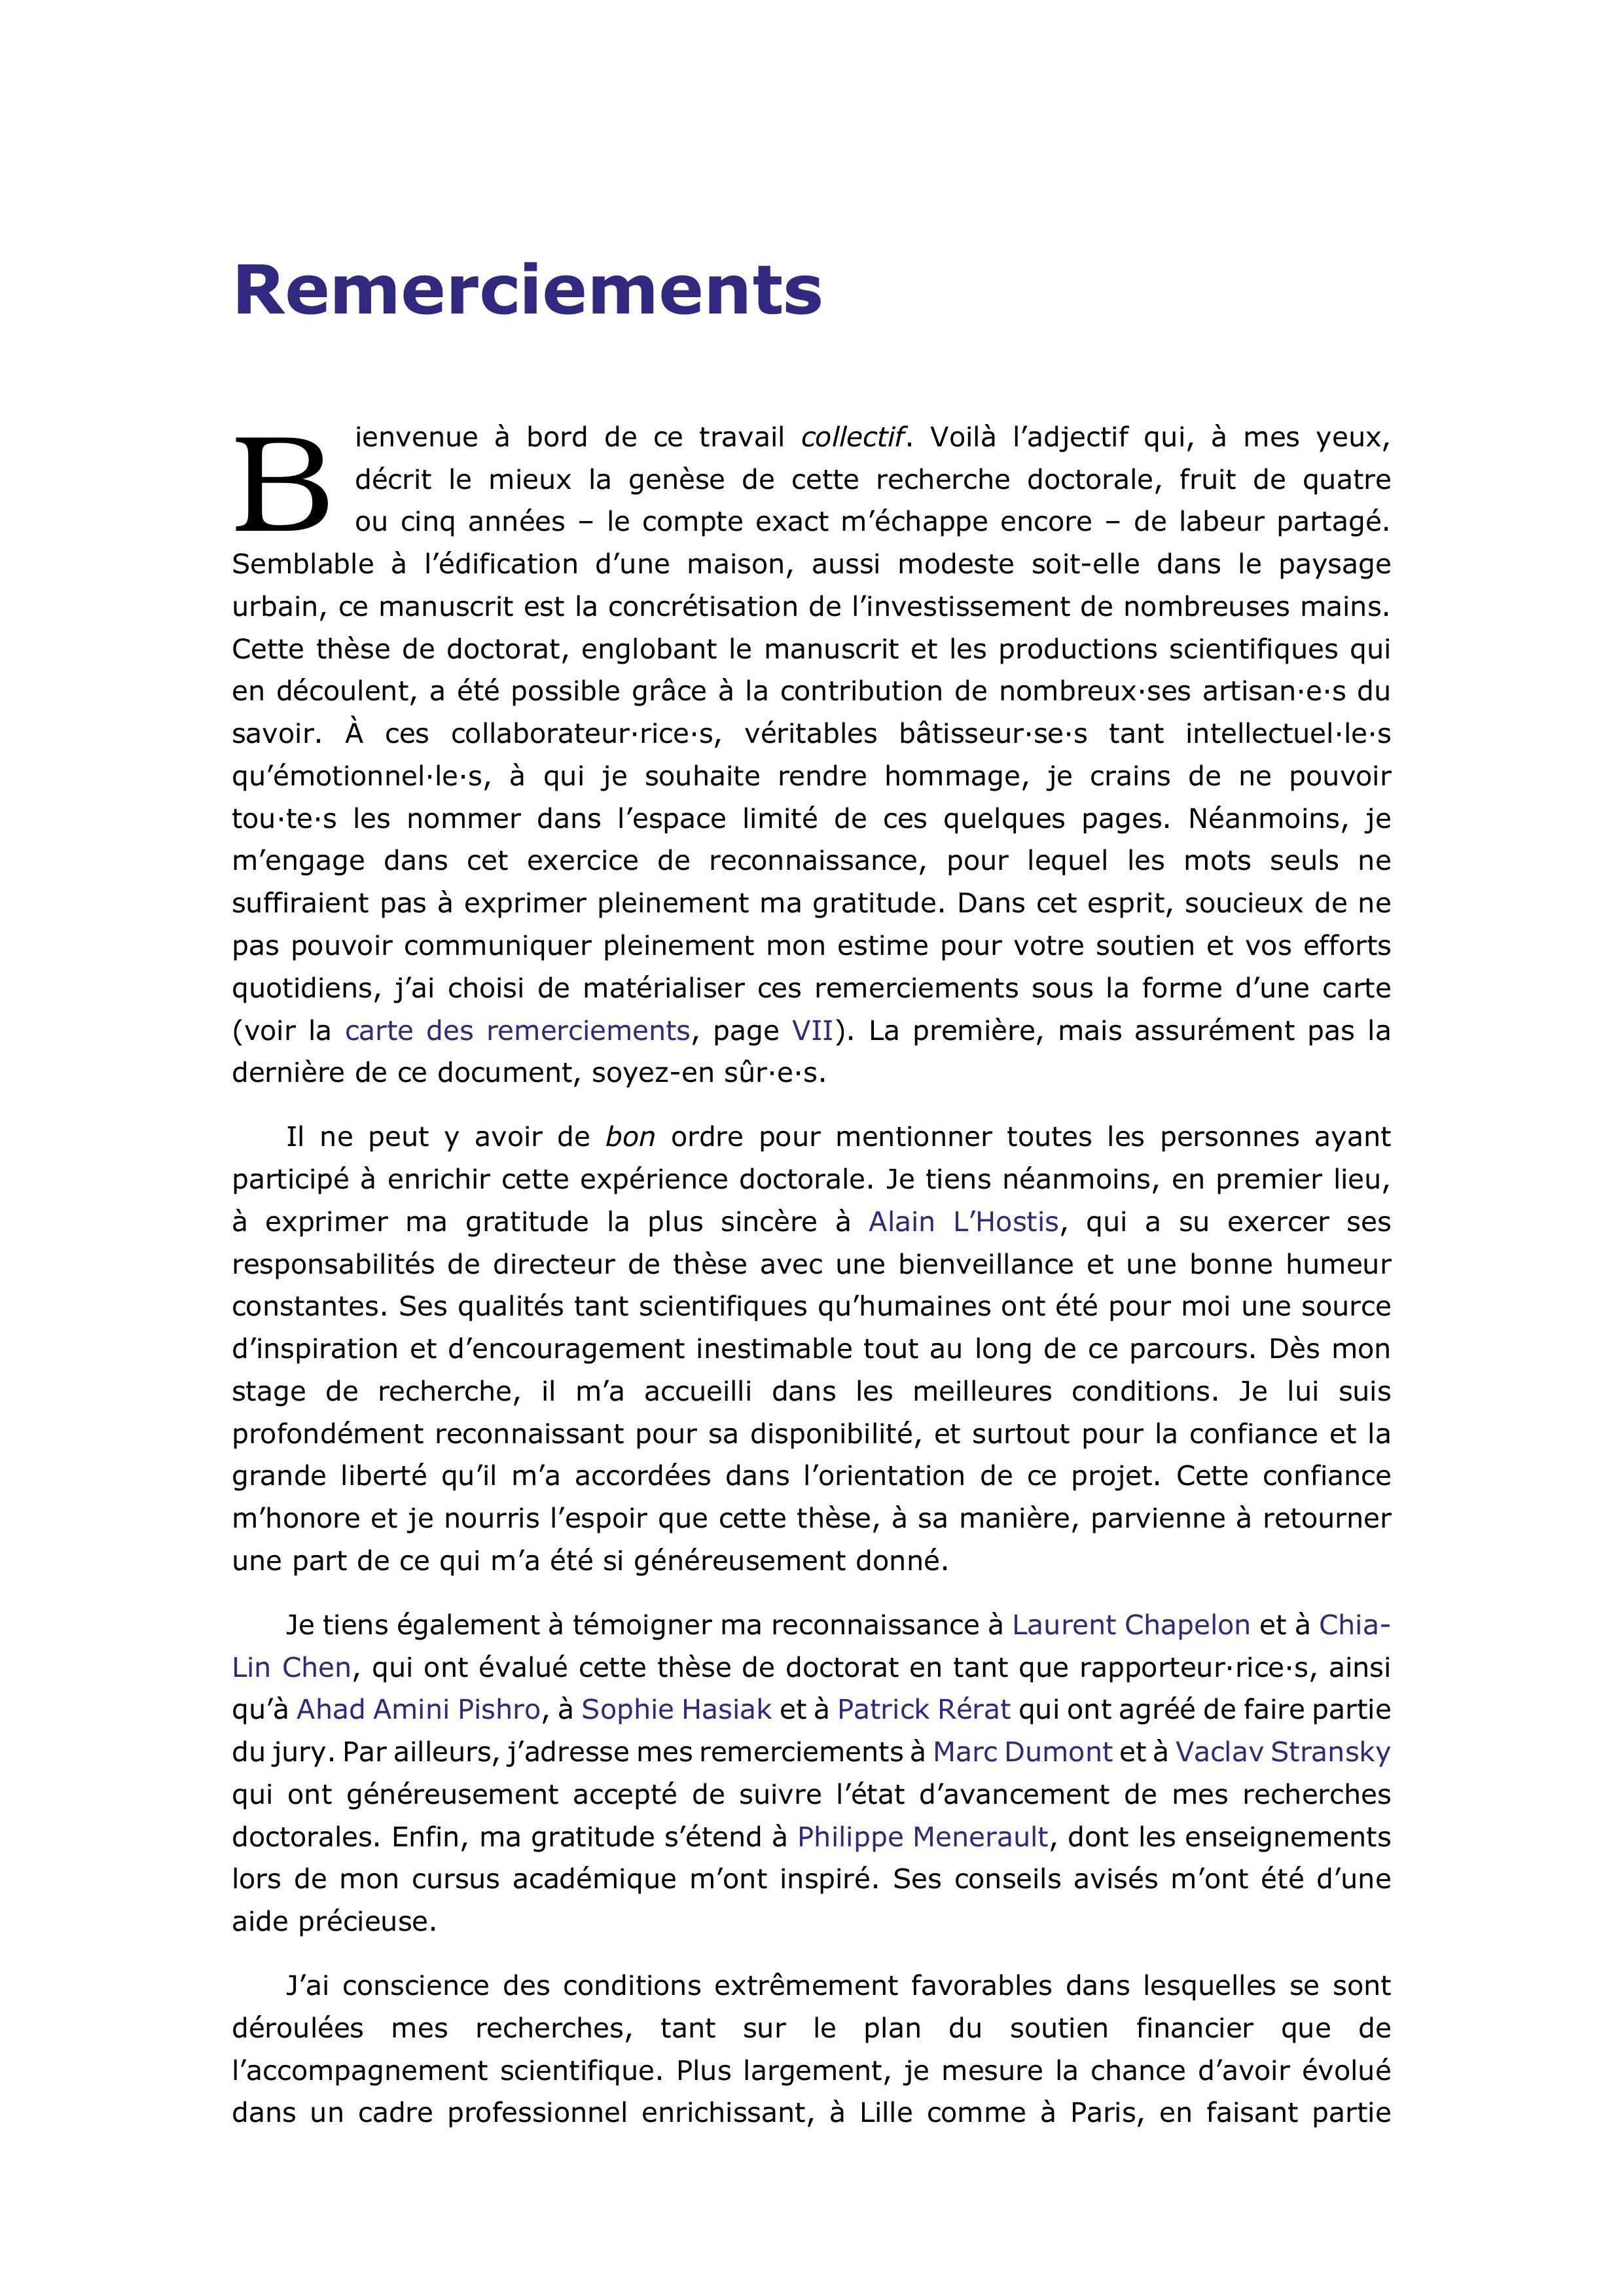 Remerciements
Bienvenue à bord de ce travail collectif. Voilà l’adjectif qui, à mes yeux,
décrit le mieux la genèse de cette recherche doctorale, fruit de quatre
ou cinq années – le compte exact m’échappe encore – de labeur partagé.
Semblable à l’édification d’une maison, aussi modeste soit-elle dans le paysage
urbain, ce manuscrit est la concrétisation de l’investissement de nombreuses mains.
Cette thèse de doctorat, englobant le manuscrit et les productions scientifiques qui
en découlent, a été possible grâce à la contribution de nombreux·ses artisan·e·s du
savoir. À ces collaborateur·rice·s, véritables bâtisseur·se·s tant intellectuel·le·s
qu’émotionnel·le·s, à qui je souhaite rendre hommage, je crains de ne pouvoir
tou·te·s les nommer dans l’espace limité de ces quelques pages. Néanmoins, je
m’engage dans cet exercice de reconnaissance, pour lequel les mots seuls ne
suffiraient pas à exprimer pleinement ma gratitude. Dans cet esprit, soucieux de ne
pas pouvoir communiquer pleinement mon estime pour votre soutien et vos efforts
quotidiens, j’ai choisi de matérialiser ces remerciements sous la forme d’une carte
(voir la carte des remerciements, page VII). La première, mais assurément pas la
dernière de ce document, soyez-en sûr·e·s.
Il ne peut y avoir de bon ordre pour mentionner toutes les personnes ayant
participé à enrichir cette expérience doctorale. Je tiens néanmoins, en premier lieu,
à exprimer ma gratitude la plus sincère à Alain L’Hostis, qui a su exercer ses
responsabilités de directeur de thèse avec une bienveillance et une bonne humeur
constantes. Ses qualités tant scientifiques qu’humaines ont été pour moi une source
d’inspiration et d’encouragement inestimable tout au long de ce parcours. Dès mon
stage de recherche, il m’a accueilli dans les meilleures conditions. Je lui suis
profondément reconnaissant pour sa disponibilité, et surtout pour la confiance et la
grande liberté qu’il m’a accordées dans l’orientation de ce projet. Cette confiance
m’honore et je nourris l’espoir que cette thèse, à sa manière, parvienne à retourner
une part de ce qui m’a été si généreusement donné.
Je tiens également à témoigner ma reconnaissance à Laurent Chapelon et à Chia-
Lin Chen, qui ont évalué cette thèse de doctorat en tant que rapporteur·rice·s, ainsi
qu’à Ahad Amini Pishro, à Sophie Hasiak et à Patrick Rérat qui ont agréé de faire partie
du jury. Par ailleurs, j’adresse mes remerciements à Marc Dumont et à Vaclav Stransky
qui ont généreusement accepté de suivre l’état d’avancement de mes recherches
doctorales. Enfin, ma gratitude s’étend à Philippe Menerault, dont les enseignements
lors de mon cursus académique m’ont inspiré. Ses conseils avisés m’ont été d’une
aide précieuse.
J’ai conscience des conditions extrêmement favorables dans lesquelles se sont
déroulées mes recherches, tant sur le plan du soutien financier que de
l’accompagnement scientifique. Plus largement, je mesure la chance d’avoir évolué
dans un cadre professionnel enrichissant, à Lille comme à Paris, en faisant partie